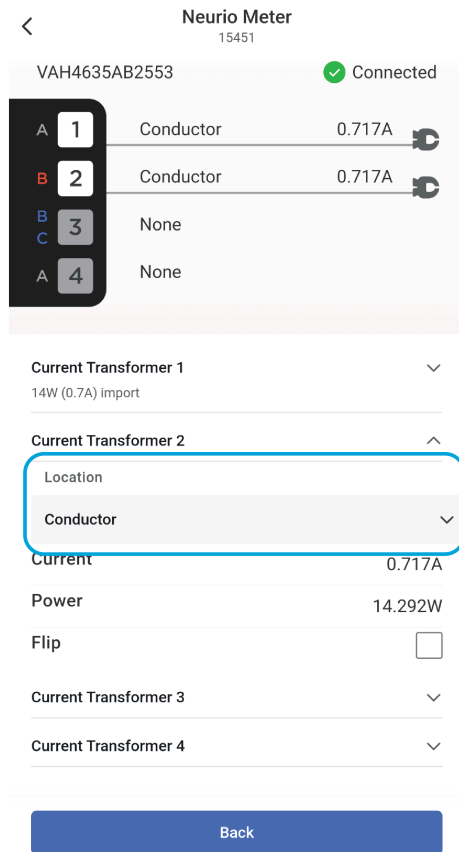 Neurio Meter
15451
VAH4635AB2553 Connected
A 1 Conductor 0.717A
B 2 Conductor 0.717A
B C 3 None
A 4 None
Current Transformer 1
14W (0.7A) import
Current Transformer 2
Location
Conductor
Current 0.717A
Power 14.292W
Flip
Current Transformer 3
Current Transformer 4
Back